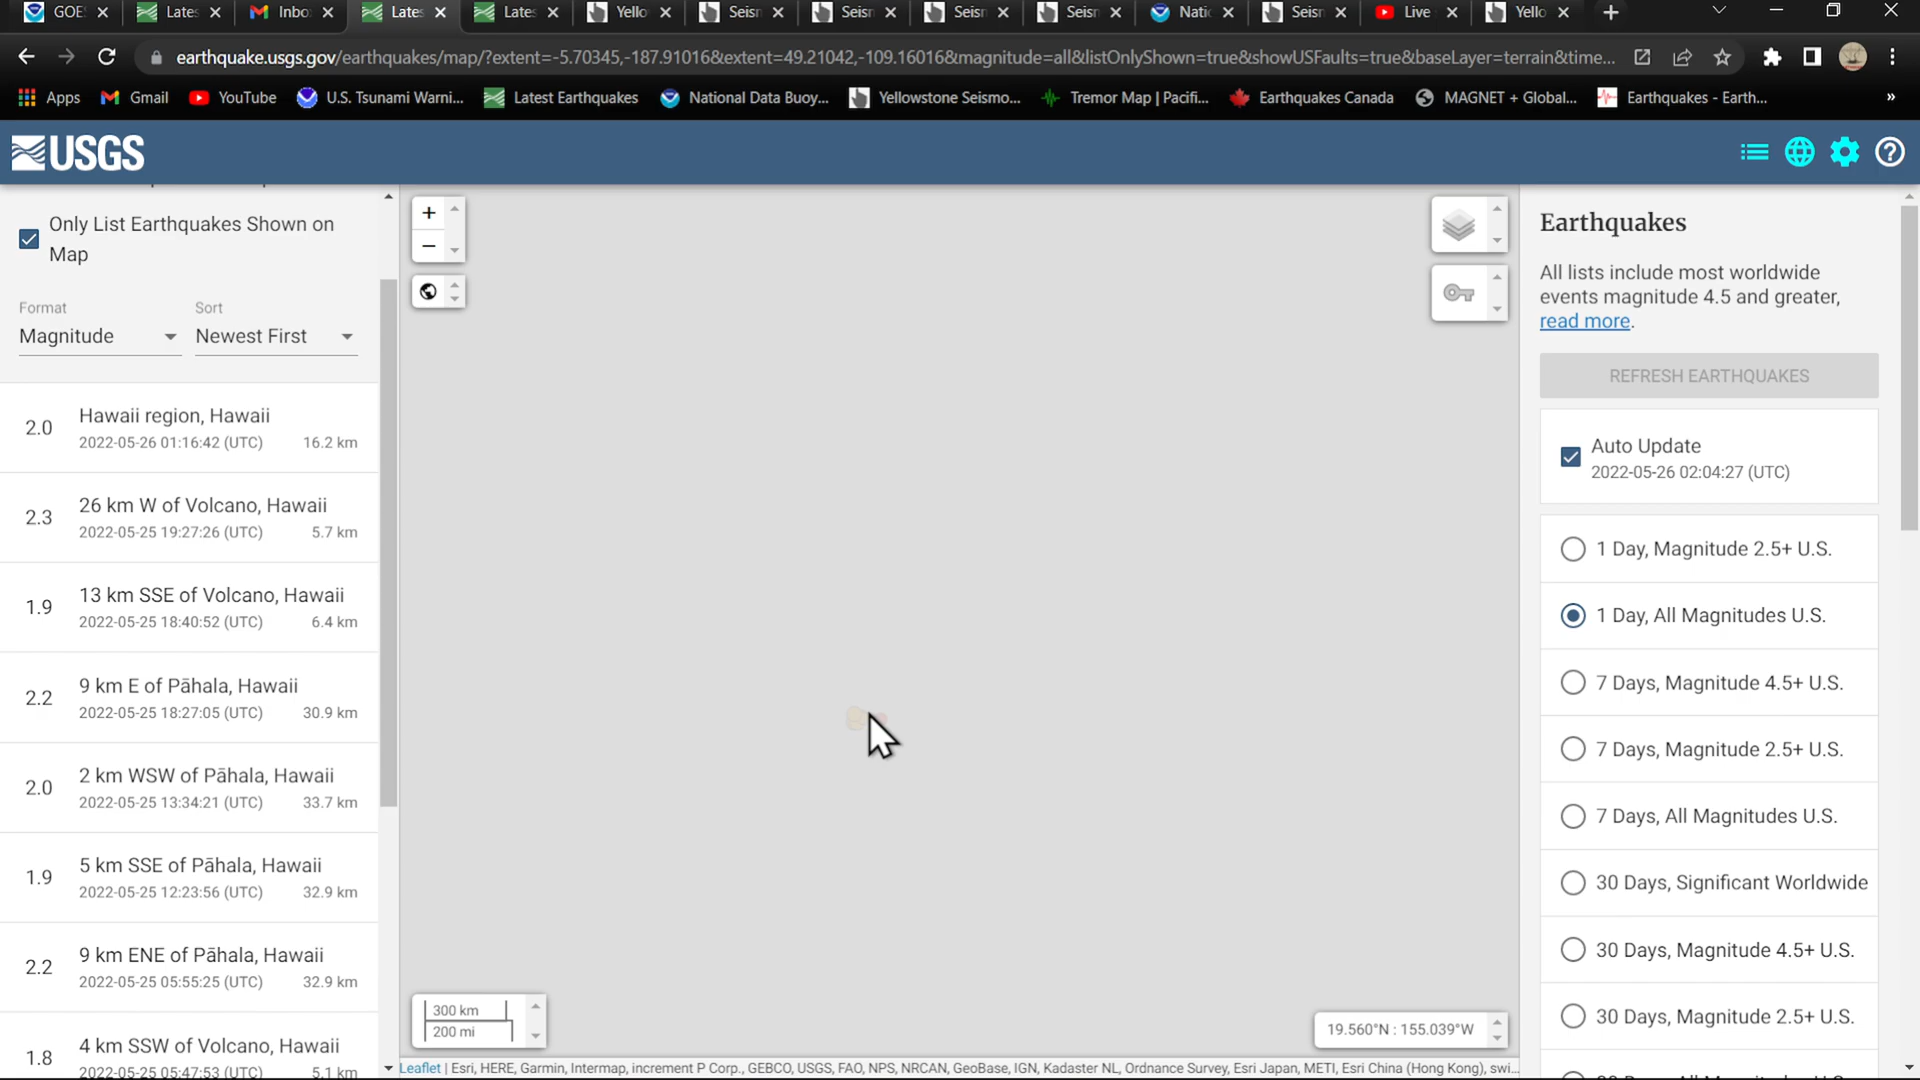 GOE
Lates
Inbo
Lates
Lates
Yello
Seisn
Seisn
Seisn
Seisn
Natic
Seisn
Live
Yello
earthquake.usgs.gov/earthquakes/map/?extent=-5.70345,-187.91016&extent=49.21042,-109.16016&magnitude=all&listOnlyShown=true&showUSFaults=true&baseLayer=terrain&time...
Apps
Gmail
YouTube
U.S. Tsunami Warni...
Latest Earthquakes
National Data Buoy...
Yellowstone Seismo...
Tremor Map | Pacifi...
Earthquakes Canada
MAGNET + Global...
Earthquakes - Earth...
»
USGS
Only List Earthquakes Shown on
Map
Format
Sort
Magnitude
Newest First
2.0
Hawaii region, Hawaii
2022-05-26 01:16:42 (UTC) 16.2 km
2.3
26 km W of Volcano, Hawaii
2022-05-25 19:27:26 (UTC) 5.7 km
1.9
13 km SSE of Volcano, Hawaii
2022-05-25 18:40:52 (UTC) 6.4 km
2.2
9 km E of Pāhala, Hawaii
2022-05-25 18:27:05 (UTC) 30.9 km
2.0
2 km WSW of Pāhala, Hawaii
2022-05-25 13:34:21 (UTC) 33.7 km
1.9
5 km SSE of Pāhala, Hawaii
2022-05-25 12:23:56 (UTC) 32.9 km
2.2
9 km ENE of Pāhala, Hawaii
2022-05-25 05:55:25 (UTC) 32.9 km
1.8
4 km SSW of Volcano, Hawaii
2022-05-25 05:47:53 (UTC) 5.1 km
+
−
300 km
200 mi
19.560°N : 155.039°W
Leaflet | Esri, HERE, Garmin, Intermap, increment P Corp., GEBCO, USGS, FAO, NPS, NRCAN, GeoBase, IGN, Kadaster NL, Ordnance Survey, Esri Japan, METI, Esri China (Hong Kong), swi...
Earthquakes
All lists include most worldwide
events magnitude 4.5 and greater,
read more.
REFRESH EARTHQUAKES
Auto Update
2022-05-26 02:04:27 (UTC)
1 Day, Magnitude 2.5+ U.S.
1 Day, All Magnitudes U.S.
7 Days, Magnitude 4.5+ U.S.
7 Days, Magnitude 2.5+ U.S.
7 Days, All Magnitudes U.S.
30 Days, Significant Worldwide
30 Days, Magnitude 4.5+ U.S.
30 Days, Magnitude 2.5+ U.S.